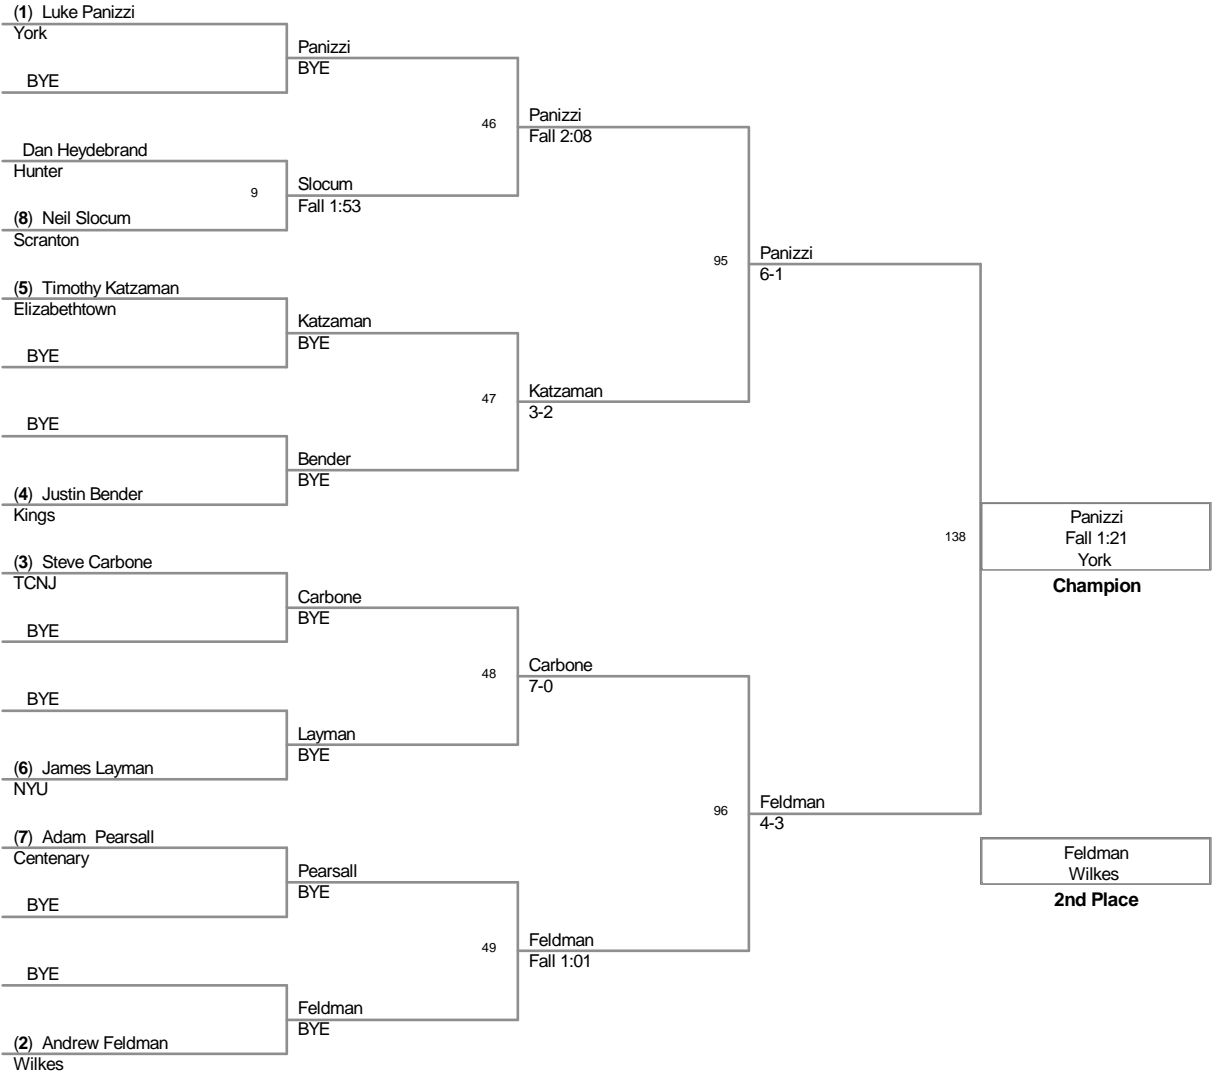 (1) Luke Panizzi
York
BYE
Dan Heydebrand
Hunter
9
(8) Neil Slocum
Scranton
(5) Timothy Katzaman
Elizabethtown
BYE
BYE
(4) Justin Bender
Kings
(3) Steve Carbone
TCNJ
BYE
BYE
(6) James Layman
NYU
(7) Adam Pearsall
Centenary
BYE
BYE
(2) Andrew Feldman
Wilkes
Panizzi
BYE
46
Slocum
Fall 1:53
Katzaman
BYE
47
Bender
BYE
Carbone
BYE
48
Layman
BYE
Pearsall
BYE
49
Feldman
BYE
Panizzi
Fall 2:08
95
Katzaman
3-2
Carbone
7-0
96
Feldman
Fall 1:01
Panizzi
6-1
138
Feldman
4-3
Panizzi
Fall 1:21
York
Champion
Feldman
Wilkes
2nd Place